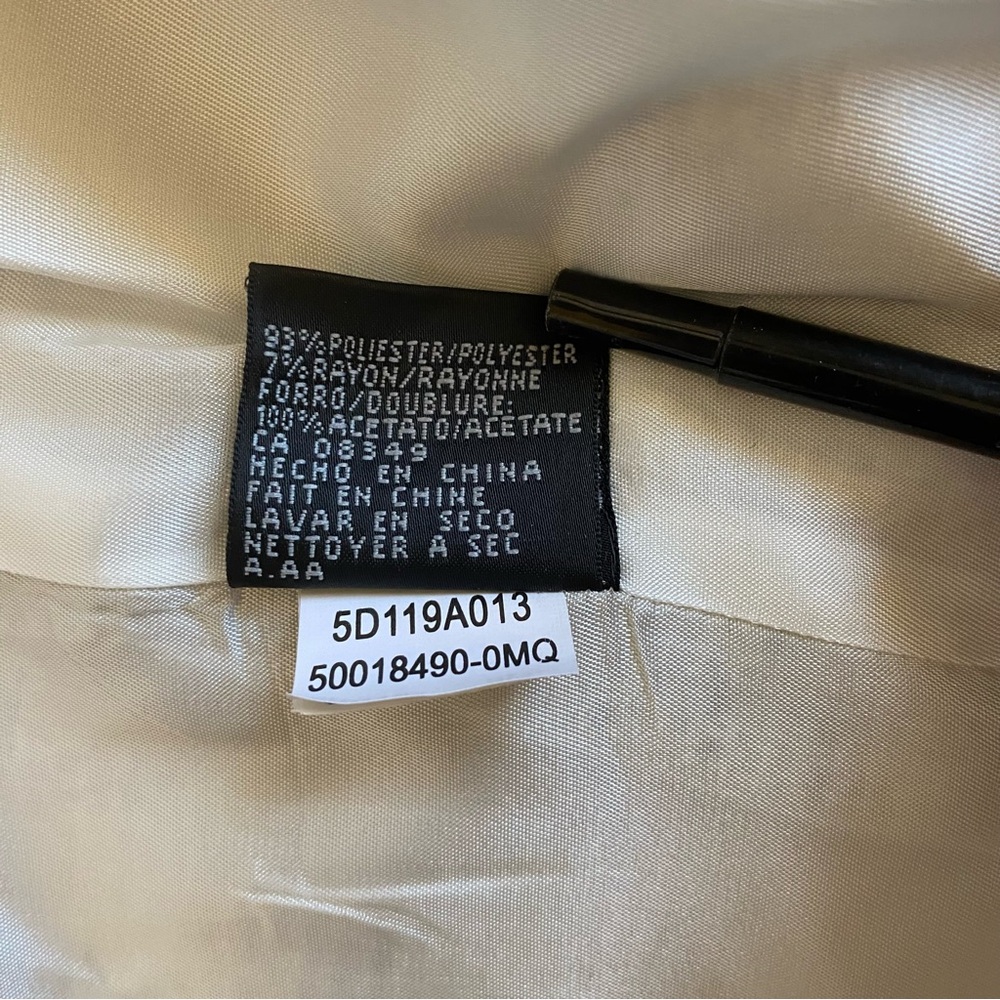 93%POLIESTER/POLYESTER
7%RAYON/RAYONNE
FORRO/DOUBLURE:
100%ACETATO/ACETATE
CA 08349
HECHO EN CHINA
FAIT EN CHINE
LAVAR EN SECO
NETTOYER A SEC
A.AA
5D119A013
50018490-0MQ